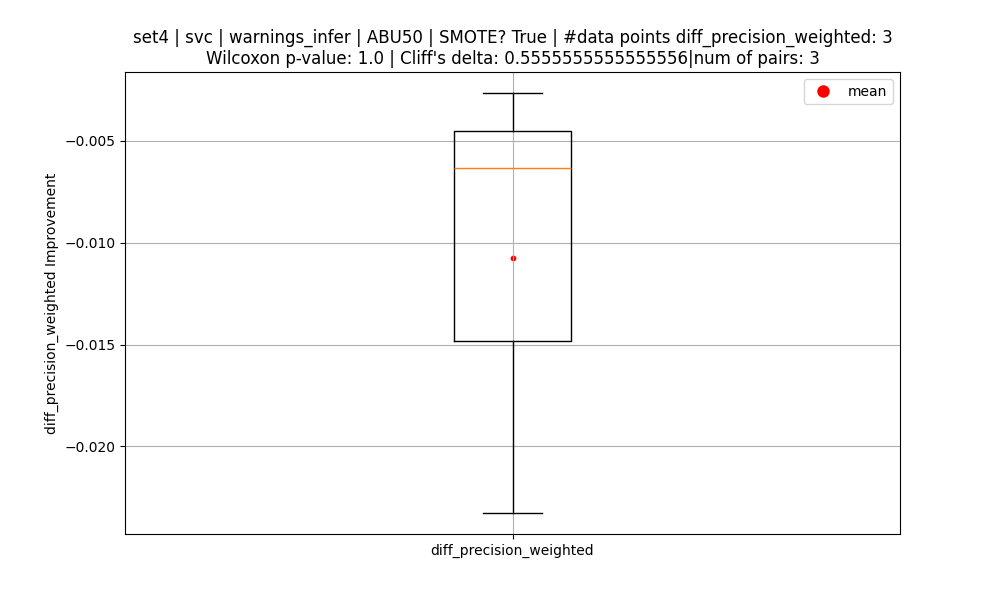 set4 | svc | warnings_infer | ABU50 | SMOTE? True | #data points diff_precision_weighted: 3
Wilcoxon p-value: 1.0 | Cliff's delta: 0.5555555555555556|num of pairs: 3
mean
−0.005
−0.010
−0.015
−0.020
diff_precision_weighted Improvement
diff_precision_weighted